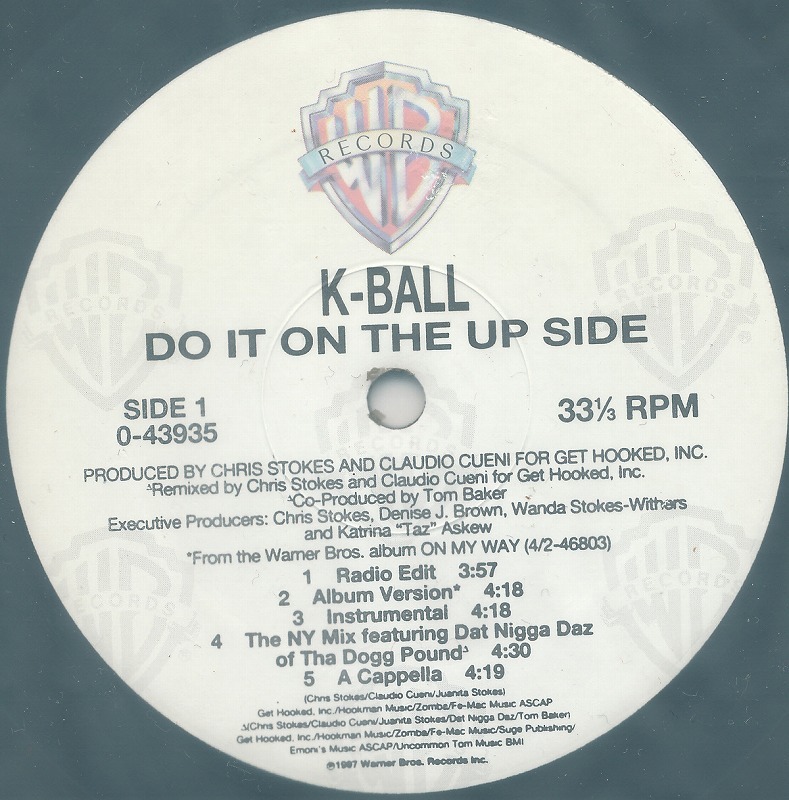 RECORDS
K-BALL
DO IT ON THE UP SIDE
SIDE 1
0-43935
33⅓ RPM
PRODUCED BY CHRIS STOKES AND CLAUDIO CUENI FOR GET HOOKED, INC.
∆Remixed by Chris Stokes and Claudio Cueni for Get Hooked, Inc.
∆Co-Produced by Tom Baker
Executive Producers: Chris Stokes, Denise J. Brown, Wanda Stokes-Withers
and Katrina "Taz" Askew
*From the Warner Bros. album ON MY WAY (4/2-46803)
1 Radio Edit 3:57
2 Album Version* 4:18
3 Instrumental 4:18
4 The NY Mix featuring Dat Nigga Daz
of Tha Dogg Pound∆ 4:30
5 A Cappella 4:19
(Chris Stokes/Claudio Cueni/Juanita Stokes)
Get Hooked, Inc./Hookman Music/Zomba/Fe-Mac Music ASCAP
∆(Chris Stokes/Claudio Cueni/Juanita Stokes/Dat Nigga Daz/Tom Baker)
Get Hooked, Inc./Hookman Music/Zomba/Fe-Mac Music/Suge Publishing/
Emoni's Music ASCAP/Uncommon Tom Music BMI
℗1997 Warner Bros. Records Inc.